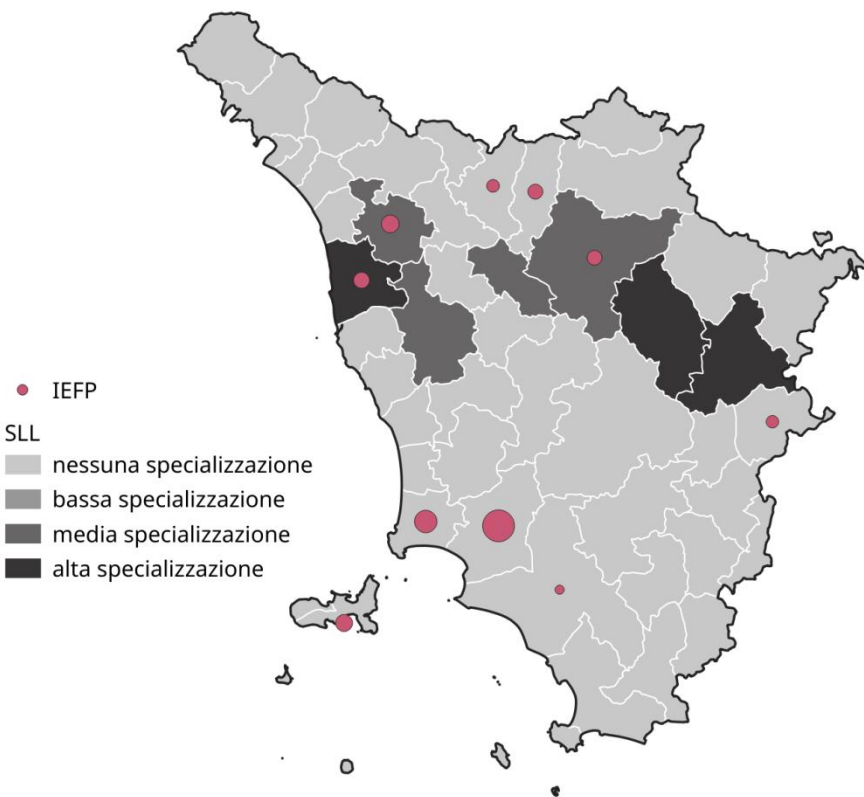 IEFP
SLL
nessuna specializzazione
bassa specializzazione
media specializzazione
alta specializzazione